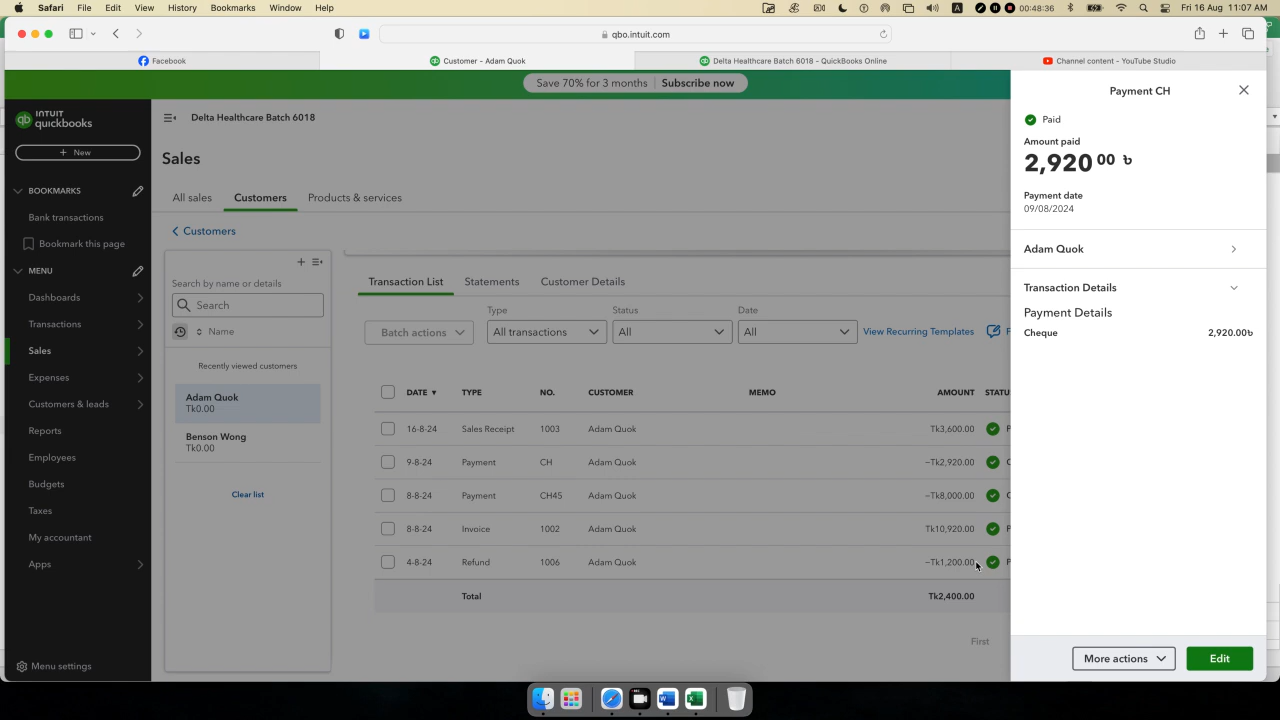 Safari File Edit View History Bookmarks Window Help 00:48:36 A Fri 16 Aug 11:07 AM
qbo.intuit.com
Facebook Customer – Adam Quok Delta Healthcare Batch 6018 - QuickBooks Online Channel content - YouTube Studio
Save 70% for 3 months Subscribe now
INTUIT
quickbooks
+ New
BOOKMARKS
Bank transactions
Bookmark this page
MENU
Dashboards
Transactions
Sales
Expenses
Customers & leads
Reports
Employees
Budgets
Taxes
My accountant
Apps
Menu settings
Delta Healthcare Batch 6018
Sales
All sales Customers Products & services
Customers
Search by name or details
Search
Name
Recently viewed customers
Adam Quok
Tk0.00
Benson Wong
Tk0.00
Clear list
Transaction List Statements Customer Details
Type Status Date
Batch actions All transactions All All View Recurring Templates
DATE ▼ TYPE NO. CUSTOMER MEMO AMOUNT STATU
16-8-24 Sales Receipt 1003 Adam Quok Tk3,600.00
9-8-24 Payment CH Adam Quok –Tk2,920.00
8-8-24 Payment CH45 Adam Quok –Tk8,000.00
8-8-24 Invoice 1002 Adam Quok Tk10,920.00
4-8-24 Refund 1006 Adam Quok –Tk1,200.00
Total Tk2,400.00
First
Payment CH
Paid
Amount paid
2,920 00 ৳
Payment date
09/08/2024
Adam Quok
Transaction Details
Payment Details
Cheque 2,920.00৳
More actions Edit